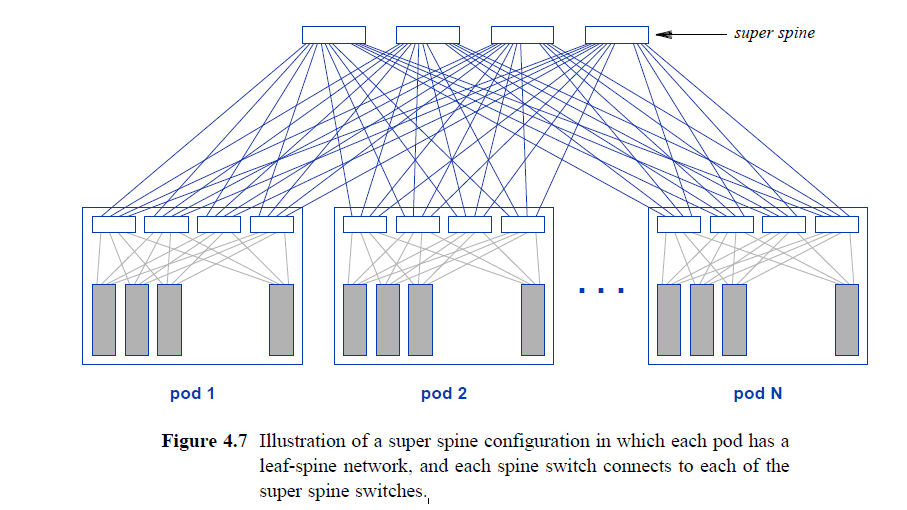 super spine
. . .
pod 1
pod 2
pod N
Figure 4.7 Illustration of a super spine configuration in which each pod has a
leaf-spine network, and each spine switch connects to each of the
super spine switches.